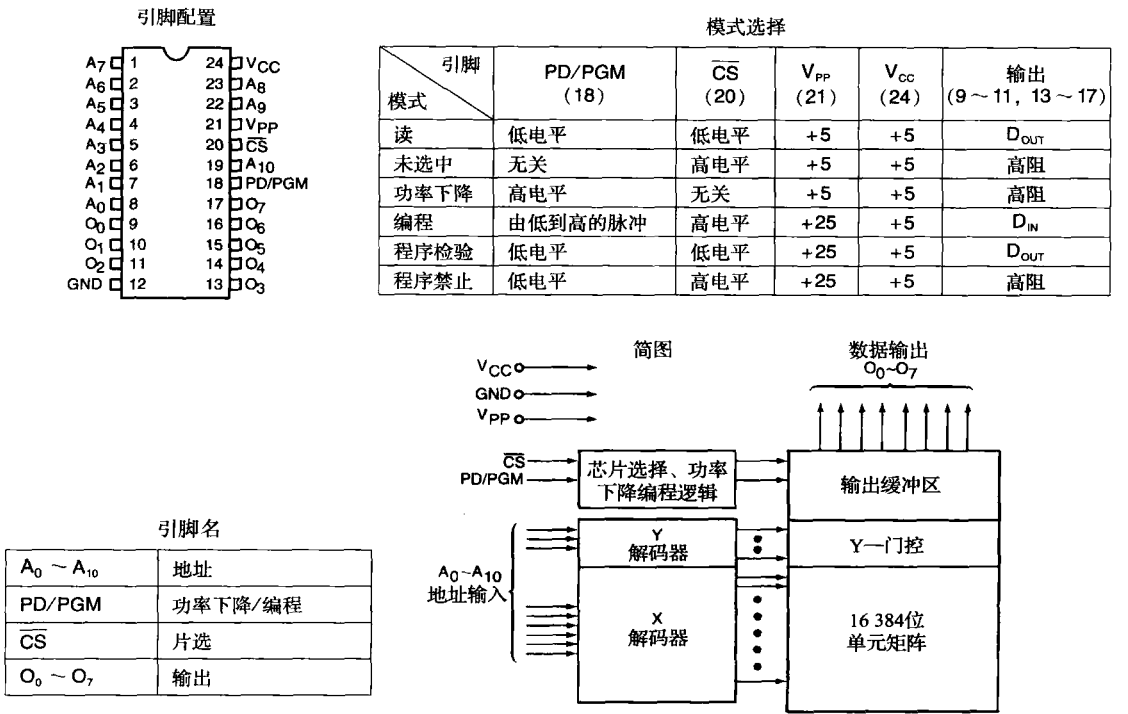 引脚配置
A7 1 24 VCC
A6 2 23 A8
A5 3 22 A9
A4 4 21 VPP
A3 5 20 C̅S̅
A2 6 19 A10
A1 7 18 PD/PGM
A0 8 17 O7
O0 9 16 O6
O1 10 15 O5
O2 11 14 O4
GND 12 13 O3
模式选择
引脚 模式 PD/PGM (18) C̅S̅ (20) VPP (21) VCC (24) 输出 (9～11, 13～17)
读 低电平 低电平 +5 +5 DOUT
未选中 无关 高电平 +5 +5 高阻
功率下降 高电平 无关 +5 +5 高阻
编程 由低到高的脉冲 高电平 +25 +5 DIN
程序检验 低电平 低电平 +25 +5 DOUT
程序禁止 低电平 高电平 +25 +5 高阻
引脚名
A0 ～ A10 地址
PD/PGM 功率下降/编程
C̅S̅ 片选
O0 ～ O7 输出
简图
VCC
GND
VPP
C̅S̅
PD/PGM
芯片选择、功率
下降编程逻辑
A0~A10
地址输入
Y
解码器
X
解码器
数据输出
O0~O7
输出缓冲区
Y—门控
16 384位
单元矩阵